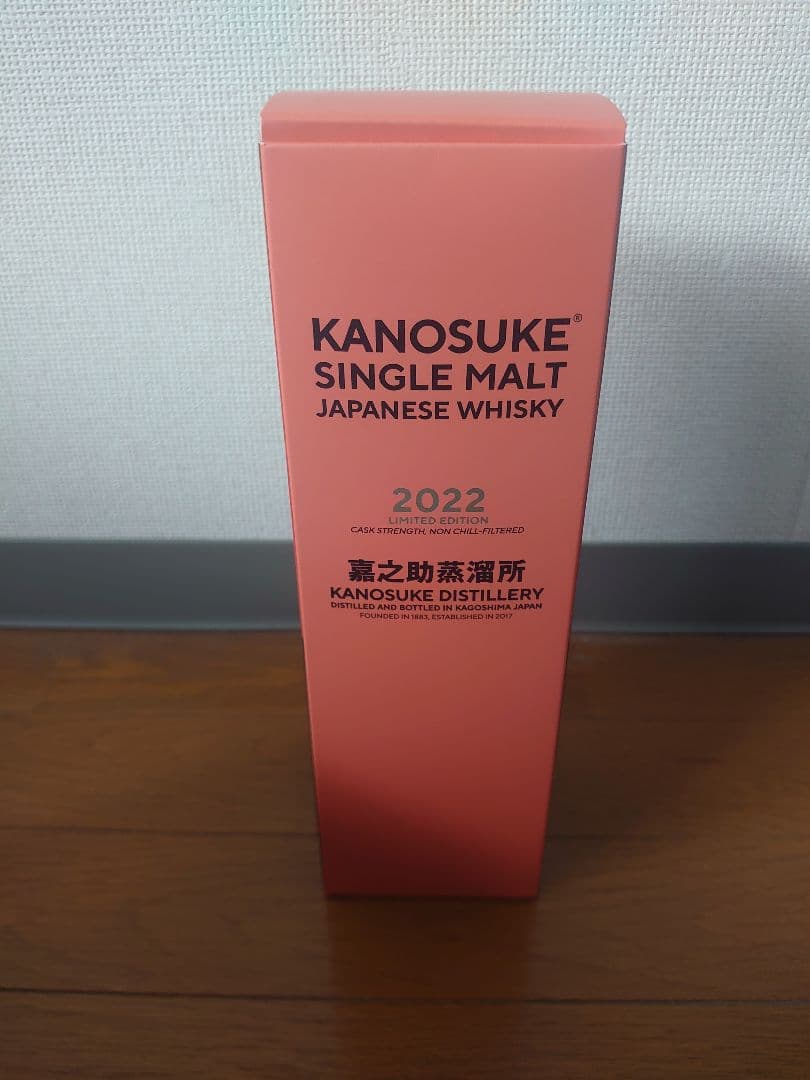 KANOSUKE®
SINGLE MALT
JAPANESE WHISKY
2022
LIMITED EDITION
CASK STRENGTH, NON CHILL-FILTERED
嘉之助蒸溜所
KANOSUKE DISTILLERY
DISTILLED AND BOTTLED IN KAGOSHIMA JAPAN
FOUNDED IN 1883, ESTABLISHED IN 2017